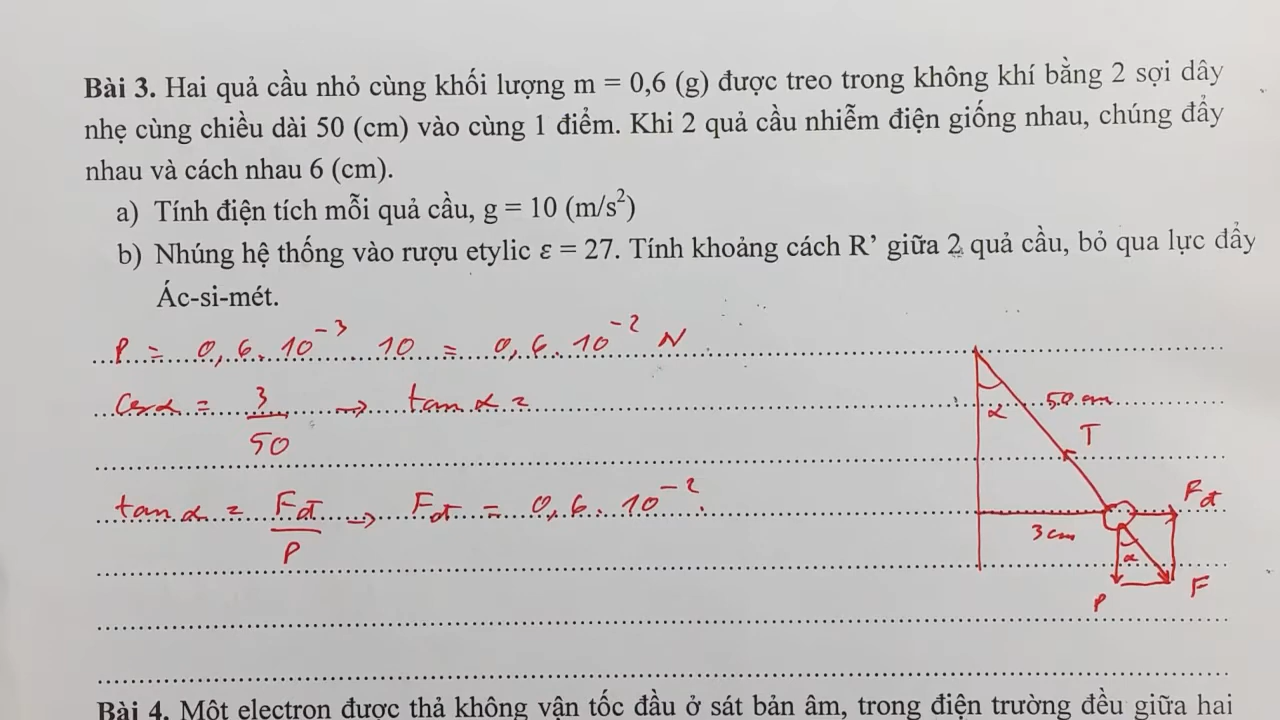 Bài 3. Hai quả cầu nhỏ cùng khối lượng m = 0,6 (g) được treo trong không khí bằng 2 sợi dây
nhẹ cùng chiều dài 50 (cm) vào cùng 1 điểm. Khi 2 quả cầu nhiễm điện giống nhau, chúng đẩy
nhau và cách nhau 6 (cm).
a) Tính điện tích mỗi quả cầu, g = 10 (m/s²)
b) Nhúng hệ thống vào rượu etylic ε = 27. Tính khoảng cách R’ giữa 2 quả cầu, bỏ qua lực đẩy
Ác-si-mét.
P = 0,6.10⁻³ 10 = 0,6.10⁻² N
cosα = 3/50 → tanα =
tanα = Fđ/P → Fđ = 0,6.10⁻².
α
50 cm
T
Fđ
3cm
α
P
F
Bài 4. Một electron được thả không vận tốc đầu ở sát bản âm, trong điện trường đều giữa hai